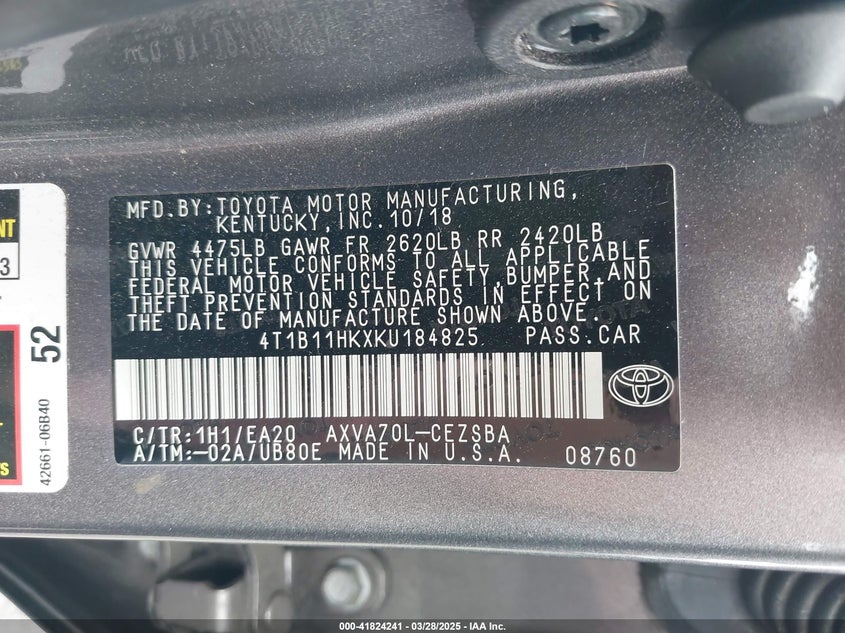 MFD.BY:TOYOTA MOTOR MANUFACTURING,
KENTUCKY,INC.10/18
GVWR 4475LB GAWR FR 2620LB RR 2420LB
THIS VEHICLE CONFORMS TO ALL APPLICABLE
FEDERAL MOTOR VEHICLE SAFETY,BUMPER,AND
THEFT PREVENTION STANDARDS IN EFFECT ON
THE DATE OF MANUFACTURE SHOWN ABOVE.
4T1B11HKXKU184825 PASS.CAR
C/TR:1H1/EA20 AXVA70L-CEZSBA
A/TM:-02A/UB80E MADE IN U.S.A. 08760
52
42661-06B40
000-41824241 | 03/28/2025 - IAA Inc.